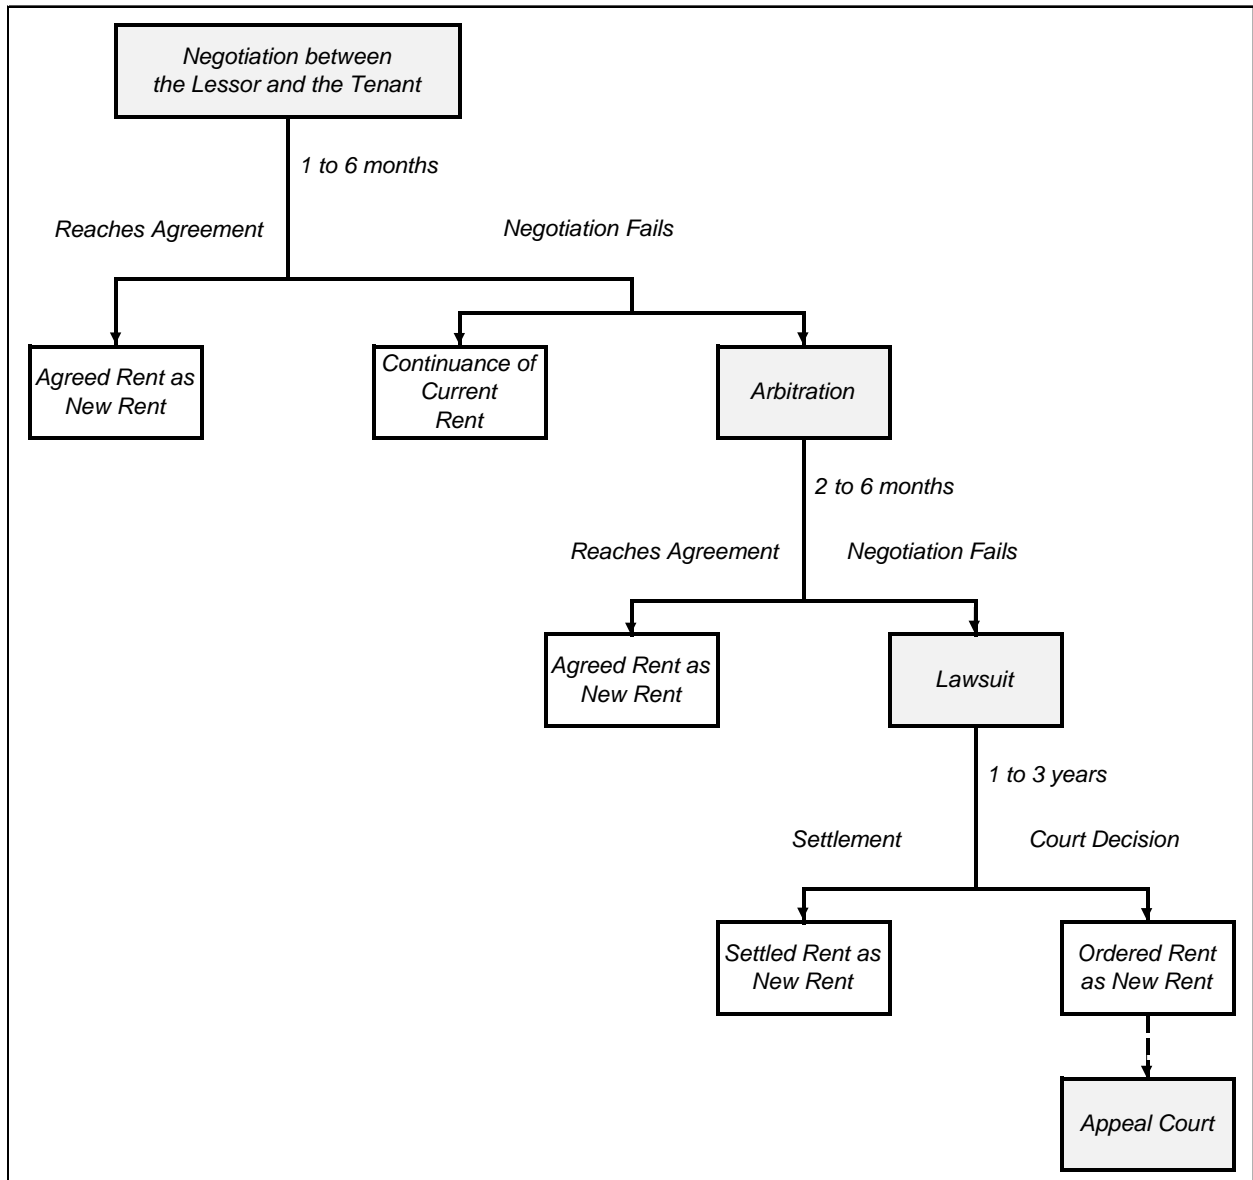 Negotiation between
the Lessor and the Tenant
1 to 6 months
Reaches Agreement
Negotiation Fails
Agreed Rent as
New Rent
Continuance of
Current
Rent
Arbitration
2 to 6 months
Reaches Agreement
Negotiation Fails
Agreed Rent as
New Rent
Lawsuit
1 to 3 years
Settlement
Court Decision
Settled Rent as
New Rent
Ordered Rent
as New Rent
Appeal Court